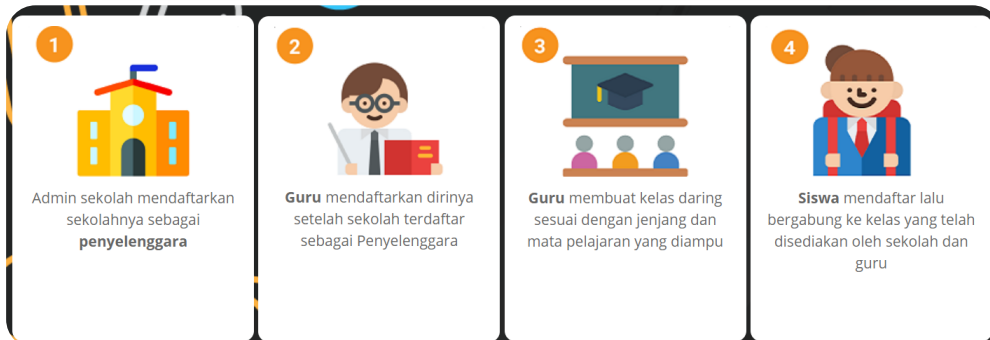 1
Admin sekolah mendaftarkan
sekolahnya sebagai
penyelenggara
2
Guru mendaftarkan dirinya
setelah sekolah terdaftar
sebagai Penyelenggara
3
Guru membuat kelas daring
sesuai dengan jenjang dan
mata pelajaran yang diampu
4
Siswa mendaftar lalu
bergabung ke kelas yang telah
disediakan oleh sekolah dan
guru